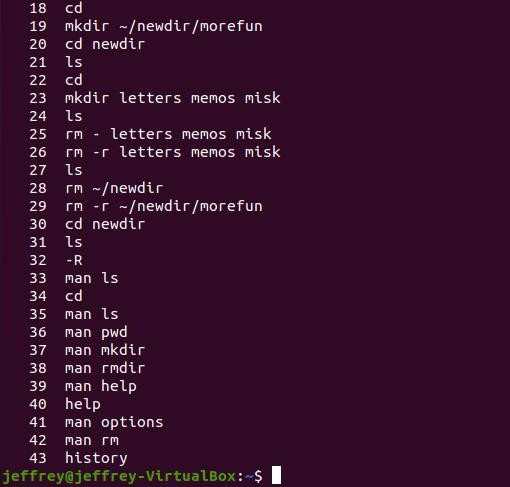 18 cd
19 mkdir ~/newdir/morefun
20 cd newdir
21 ls
22 cd
23 mkdir letters memos misk
24 ls
25 rm - letters memos misk
26 rm -r letters memos misk
27 ls
28 rm ~/newdir
29 rm -r ~/newdir/morefun
30 cd newdir
31 ls
32 -R
33 man ls
34 cd
35 man ls
36 man pwd
37 man mkdir
38 man rmdir
39 man help
40 help
41 man options
42 man rm
43 history
jeffrey@jeffrey-VirtualBox:~$